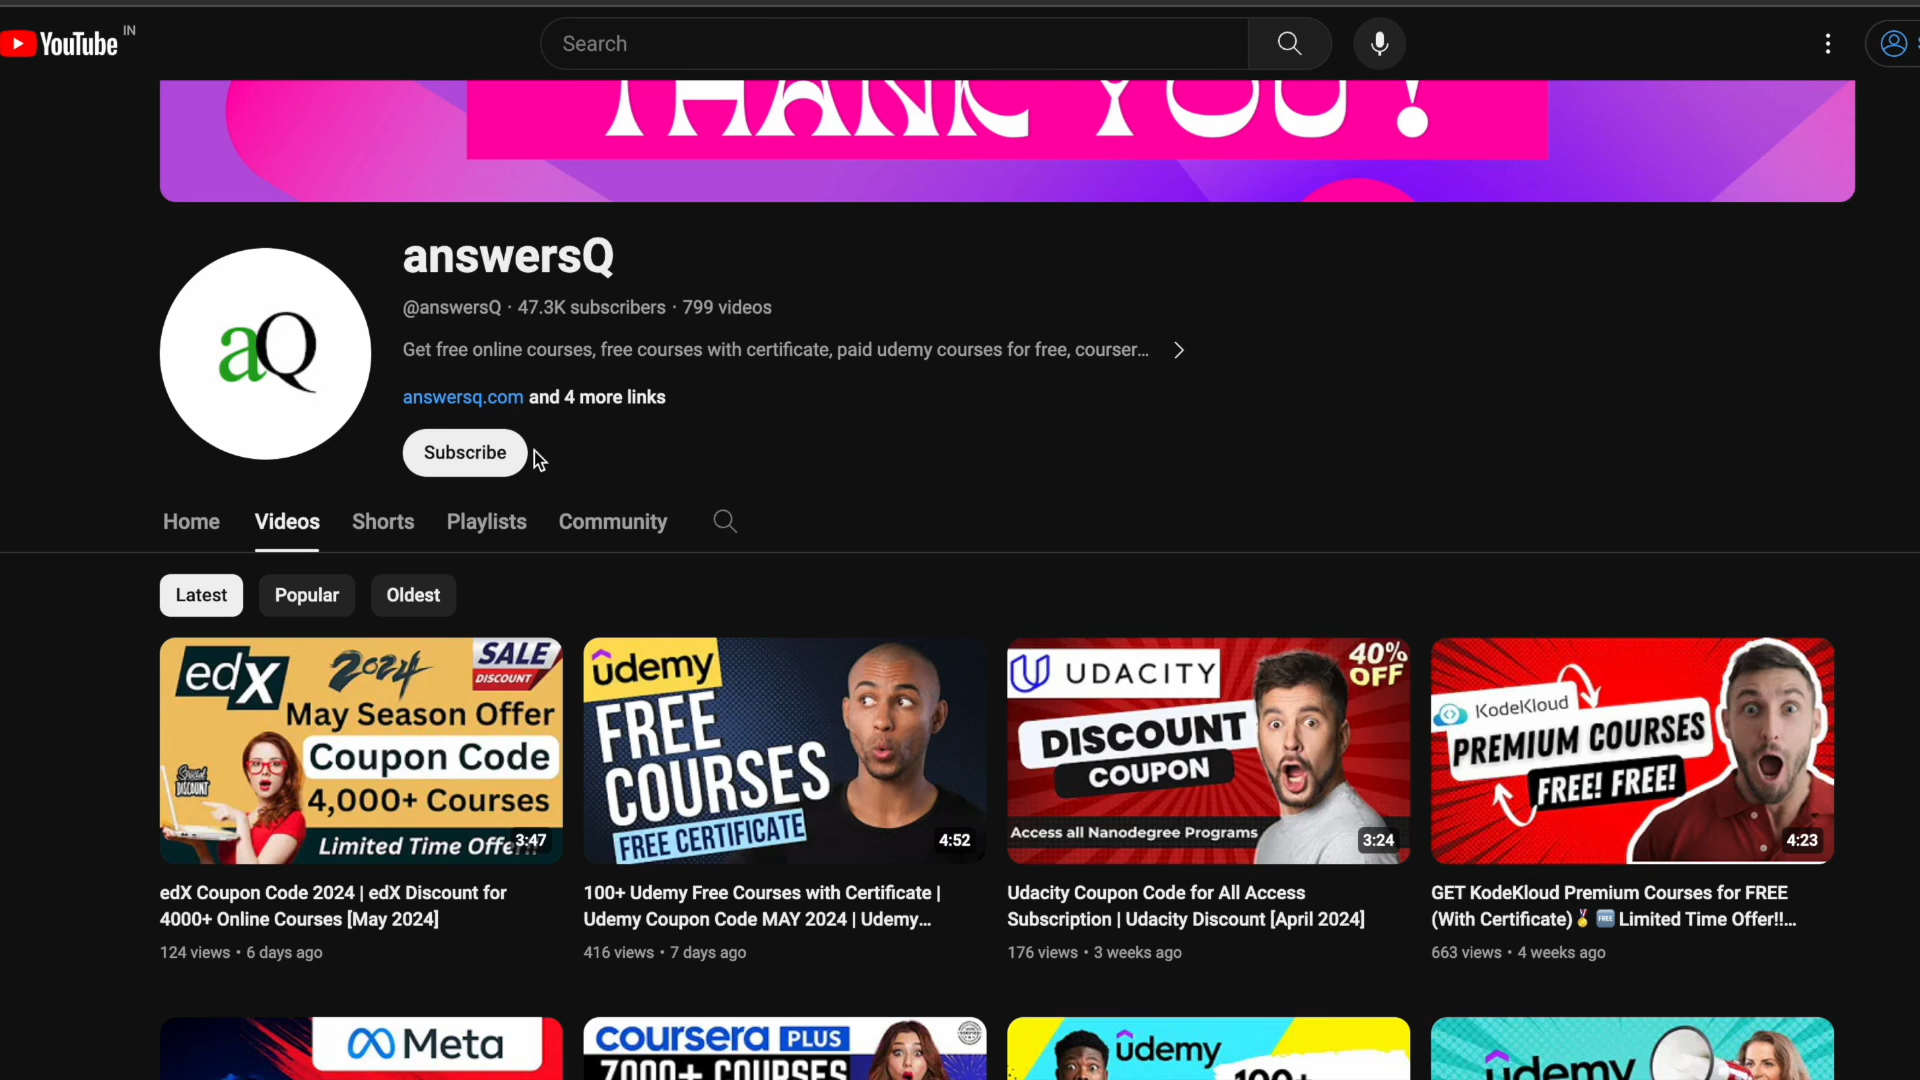 YouTube IN
Search
THANK YOU !
answersQ
aQ
@answersQ · 47.3K subscribers · 799 videos
Get free online courses, free courses with certificate, paid udemy courses for free, courser...
answersq.com and 4 more links
Subscribe
Home Videos Shorts Playlists Community
Latest Popular Oldest
edX 2024 SALE
DISCOUNT
May Season Offer
Coupon Code
Special DISCOUNT
4,000+ Courses
Limited Time Offe
3:47
udemy
FREE
COURSES
FREE CERTIFICATE
4:52
UDACITY
40%
OFF
DISCOUNT
COUPON
Access all Nanodegree Programs
3:24
KodeKloud
PREMIUM COURSES
FREE! FREE!
4:23
edX Coupon Code 2024 | edX Discount for
4000+ Online Courses [May 2024]
124 views • 6 days ago
100+ Udemy Free Courses with Certificate |
Udemy Coupon Code MAY 2024 | Udemy...
416 views • 7 days ago
Udacity Coupon Code for All Access
Subscription | Udacity Discount [April 2024]
176 views • 3 weeks ago
GET KodeKloud Premium Courses for FREE
(With Certificate)🏅 🆓 Limited Time Offer!!...
663 views • 4 weeks ago
Meta
coursera PLUS
7000+ COURSES
udemy
100+
udemy